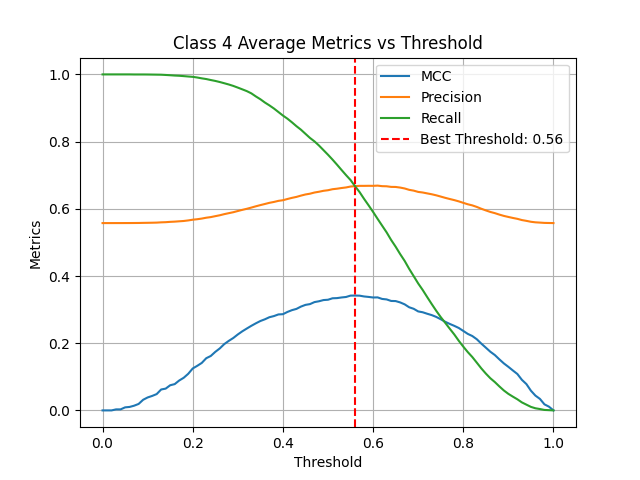 Class 4 Average Metrics vs Threshold
MCC
Precision
Recall
Best Threshold: 0.56
Metrics
1.0
0.8
0.6
0.4
0.2
0.0
0.0 0.2 0.4 0.6 0.8 1.0
Threshold